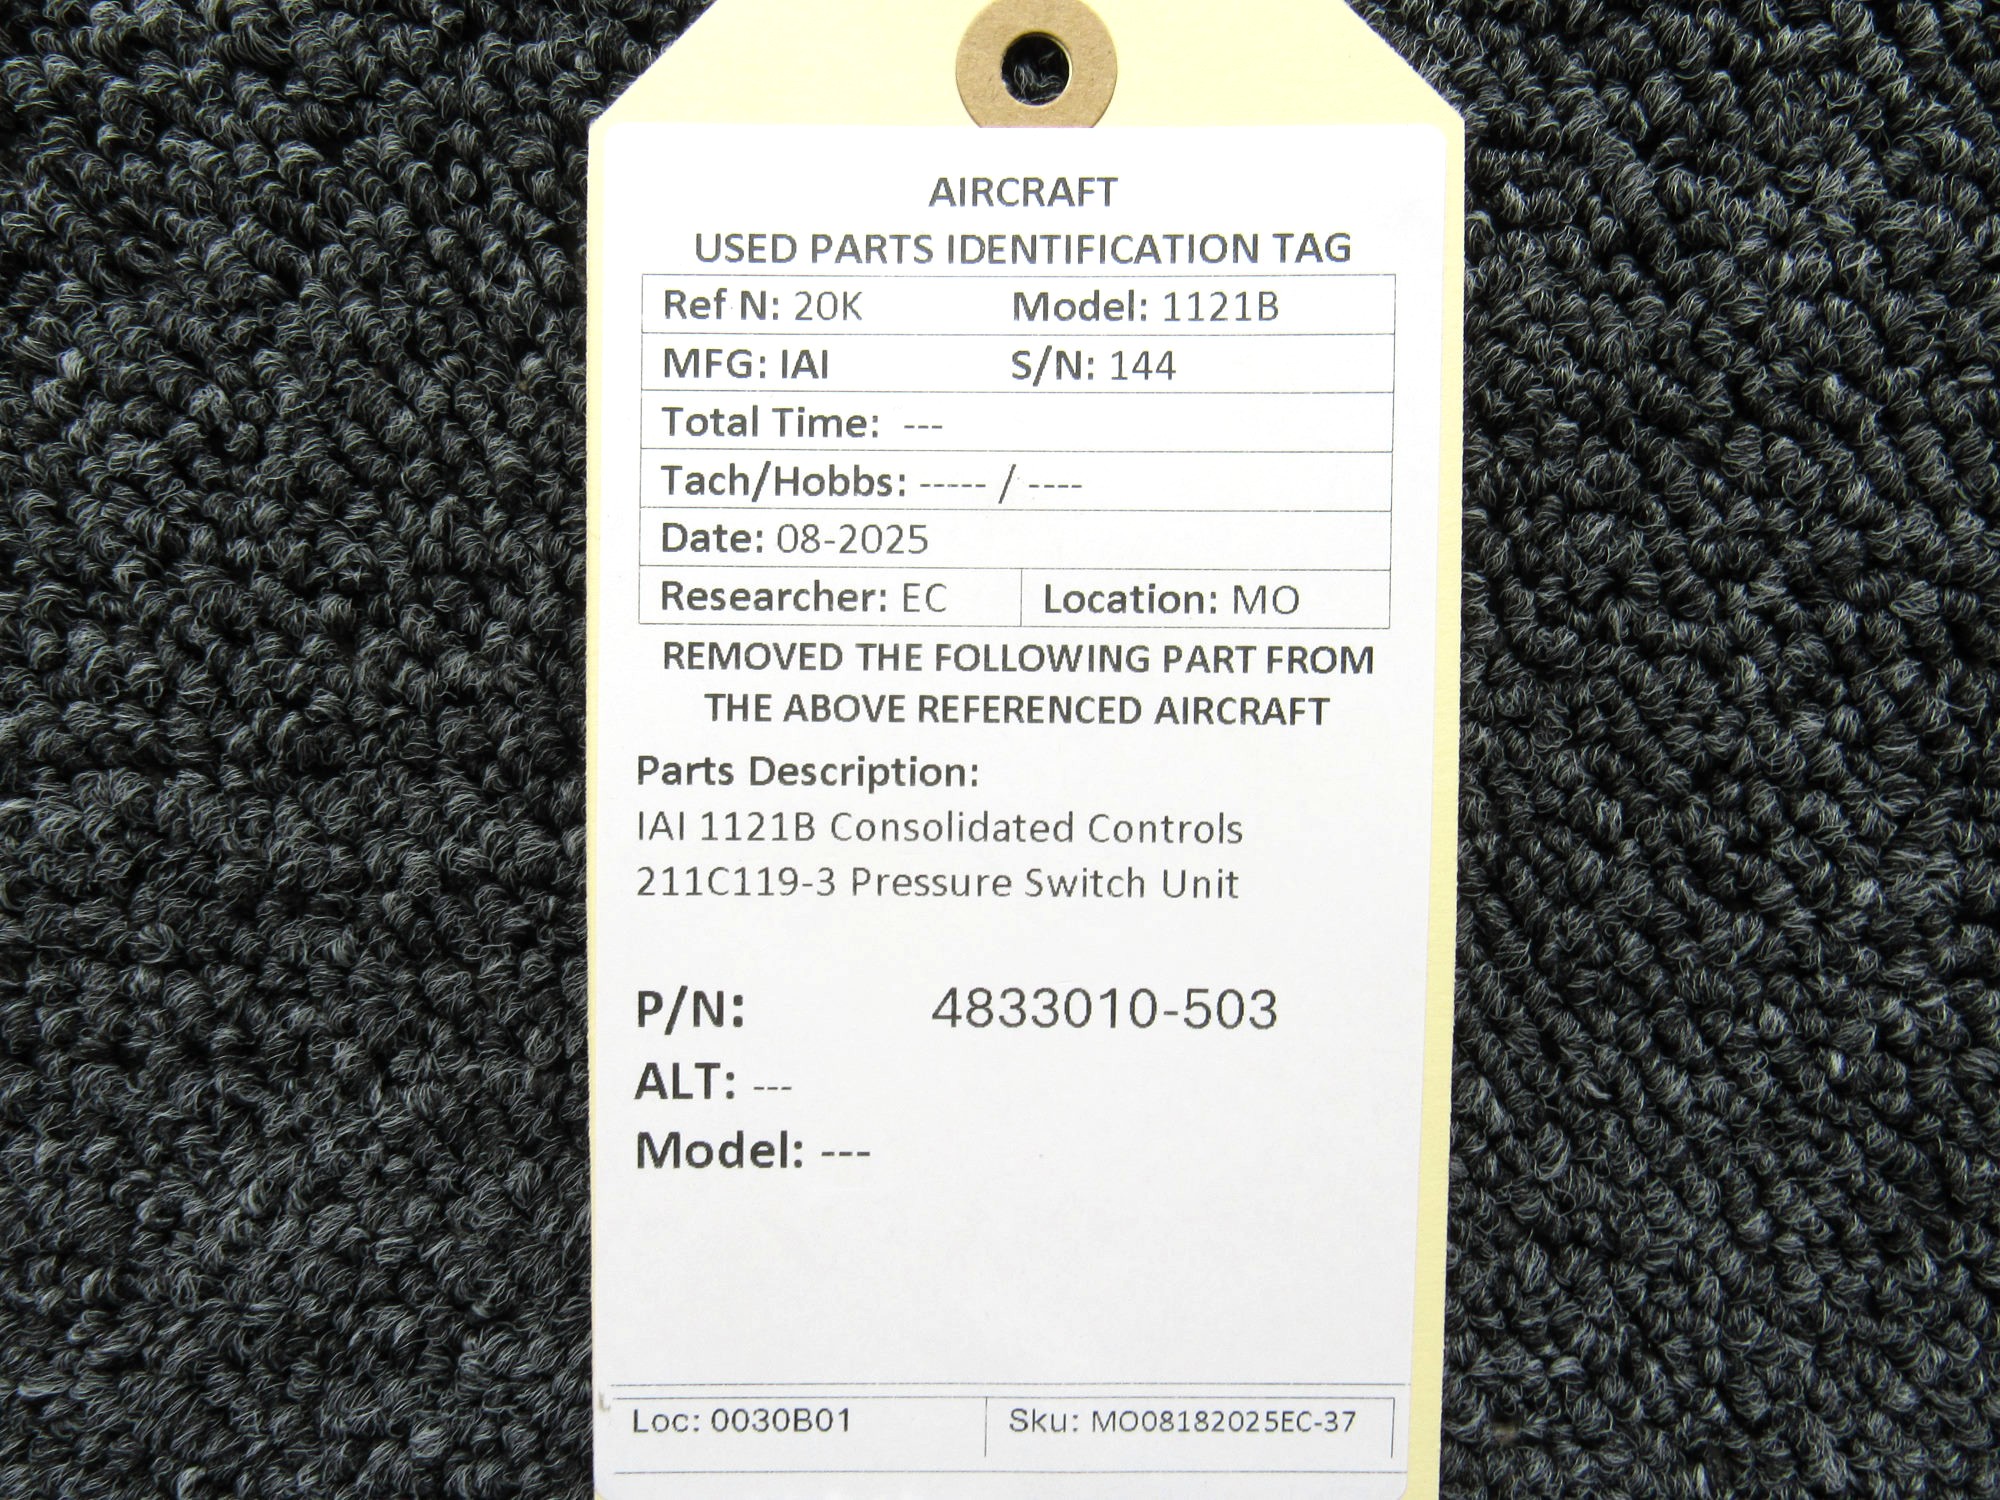 AIRCRAFT
USED PARTS IDENTIFICATION TAG
Ref N: 20K Model: 1121B
MFG: IAI S/N: 144
Total Time: ---
Tach/Hobbs: ----- / ----
Date: 08-2025
Researcher: EC Location: MO
REMOVED THE FOLLOWING PART FROM
THE ABOVE REFERENCED AIRCRAFT
Parts Description:
IAI 1121B Consolidated Controls
211C119-3 Pressure Switch Unit
P/N: 4833010-503
ALT: ---
Model: ---
Loc: 0030B01 Sku: MO08182025EC-37